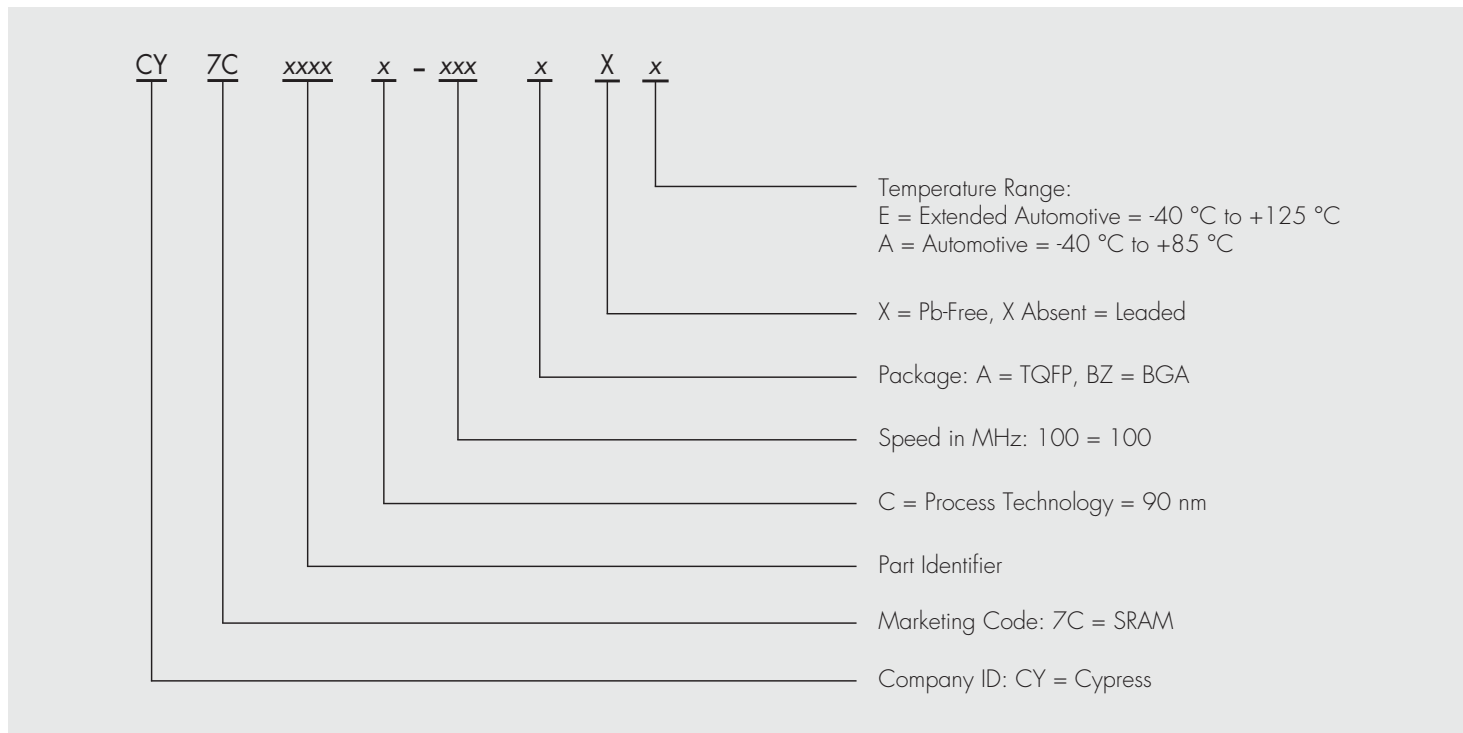 CY 7C xxxx x – xxx x X x
Temperature Range:
E = Extended Automotive = -40 °C to +125 °C
A = Automotive = -40 °C to +85 °C
X = Pb-Free, X Absent = Leaded
Package: A = TQFP, BZ = BGA
Speed in MHz: 100 = 100
C = Process Technology = 90 nm
Part Identifier
Marketing Code: 7C = SRAM
Company ID: CY = Cypress